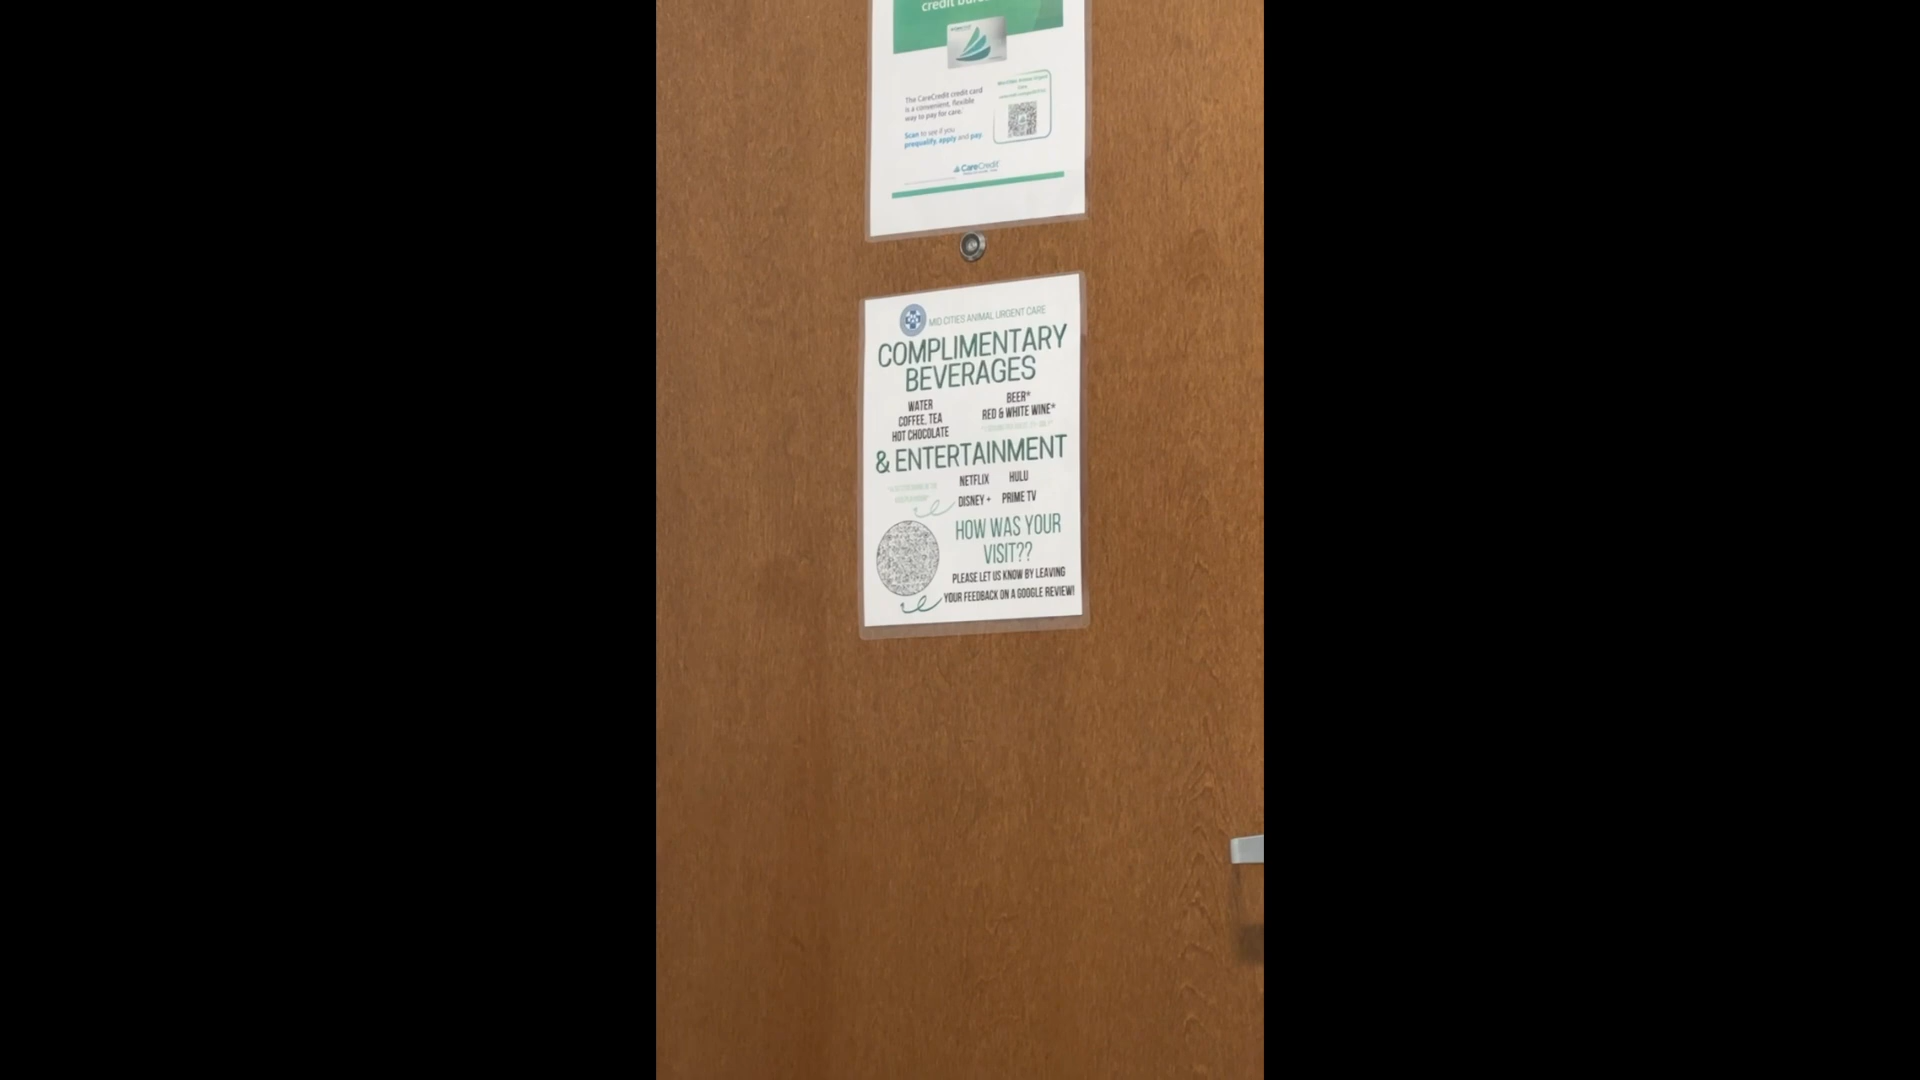 The CareCredit credit card
is a convenient, flexible
way to pay for care.
Scan to see if you
prequalify, apply and pay.
CareCredit
MID CITIES ANIMAL URGENT CARE
COMPLIMENTARY
BEVERAGES
WATER
COFFEE, TEA
HOT CHOCOLATE
BEER*
RED & WHITE WINE*
& ENTERTAINMENT
NETFLIX HULU
DISNEY + PRIME TV
HOW WAS YOUR
VISIT??
PLEASE LET US KNOW BY LEAVING
YOUR FEEDBACK ON A GOOGLE REVIEW!